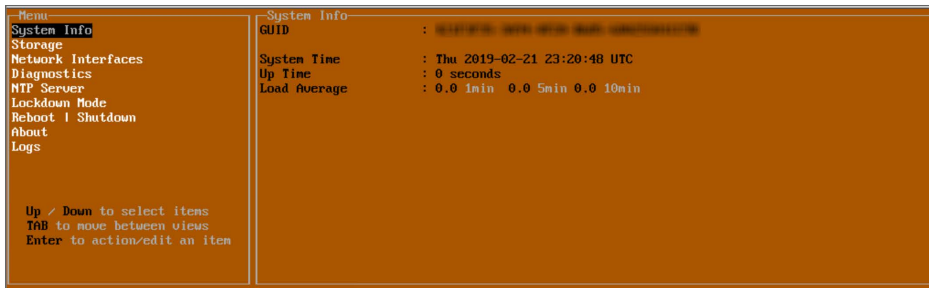 Menu
System Info
Storage
Network Interfaces
Diagnostics
NTP Server
Lockdown Mode
Reboot | Shutdown
About
Logs
Up / Down to select items
TAB to move between views
Enter to action/edit an item
System Info
GUID :
System Time : Thu 2019-02-21 23:20:48 UTC
Up Time : 0 seconds
Load Average : 0.0 1min 0.0 5min 0.0 10min